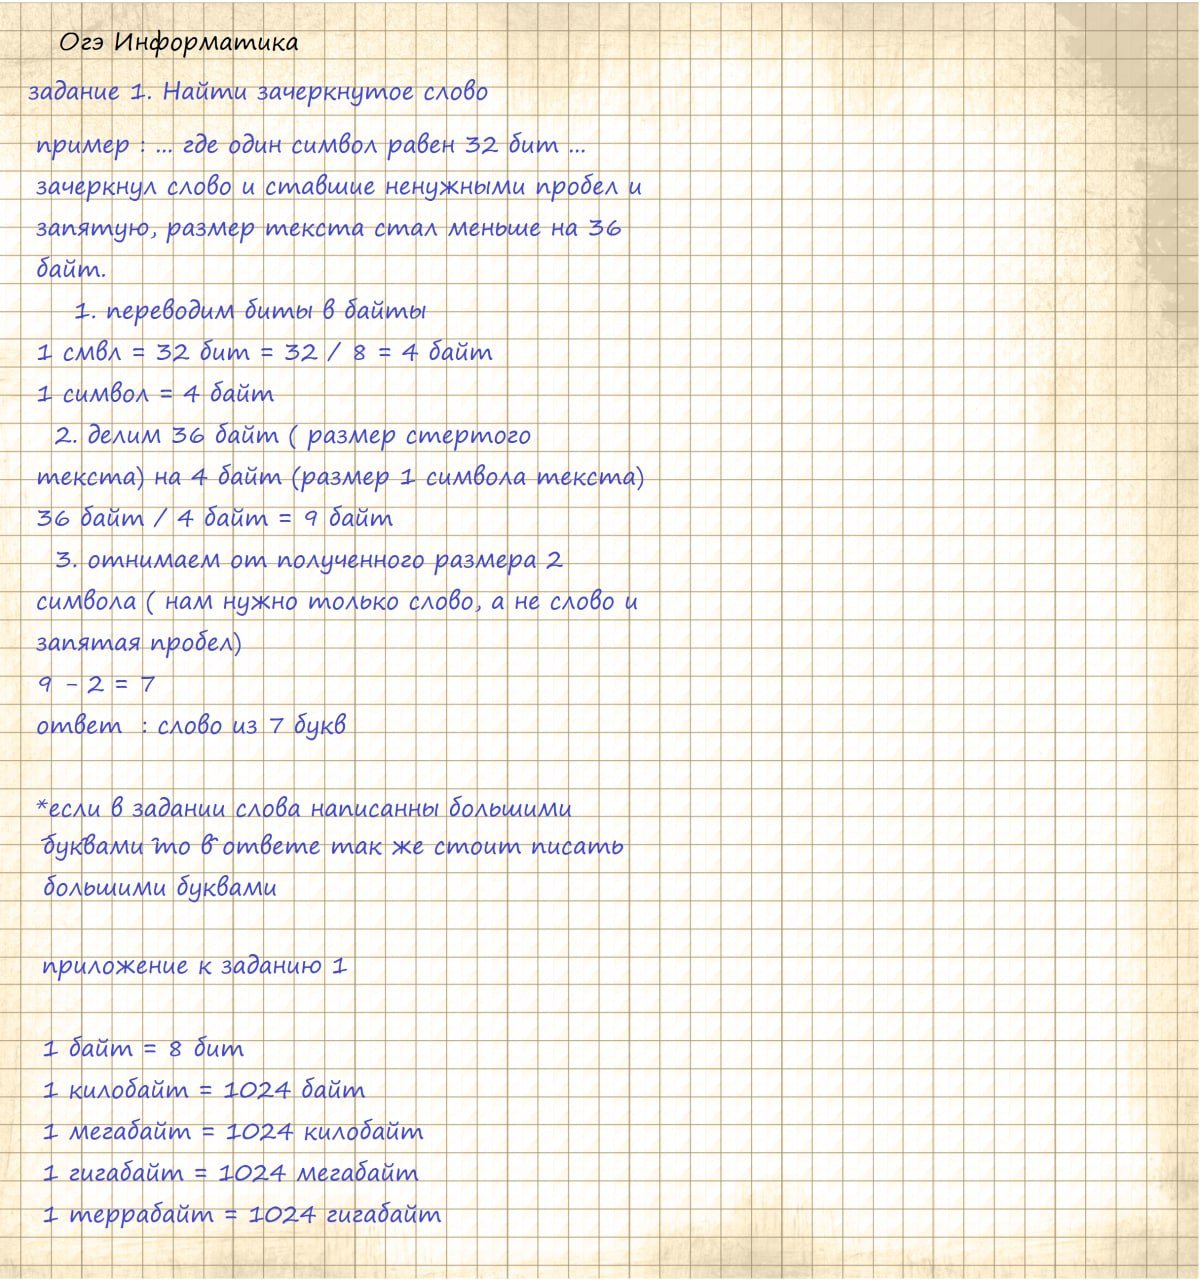 Огэ Информатика
задание 1. Найти зачеркнутое слово
пример : ... где один символ равен 32 бит ...
зачеркнул слово и ставшие ненужными пробел и
запятую, размер текста стал меньше на 36
байт.
1. переводим биты в байты
1 смвл = 32 бит = 32 / 8 = 4 байт
1 символ = 4 байт
2. делим 36 байт ( размер стертого
текста) на 4 байт (размер 1 символа текста)
36 байт / 4 байт = 9 байт
3. отнимаем от полученного размера 2
символа ( нам нужно только слово, а не слово и
запятая пробел)
9 - 2 = 7
ответ : слово из 7 букв
*если в задании слова написанны большими
буквами то в ответе так же стоит писать
большими буквами
приложение к заданию 1
1 байт = 8 бит
1 килобайт = 1024 байт
1 мегабайт = 1024 килобайт
1 гигабайт = 1024 мегабайт
1 террабайт = 1024 гигабайт